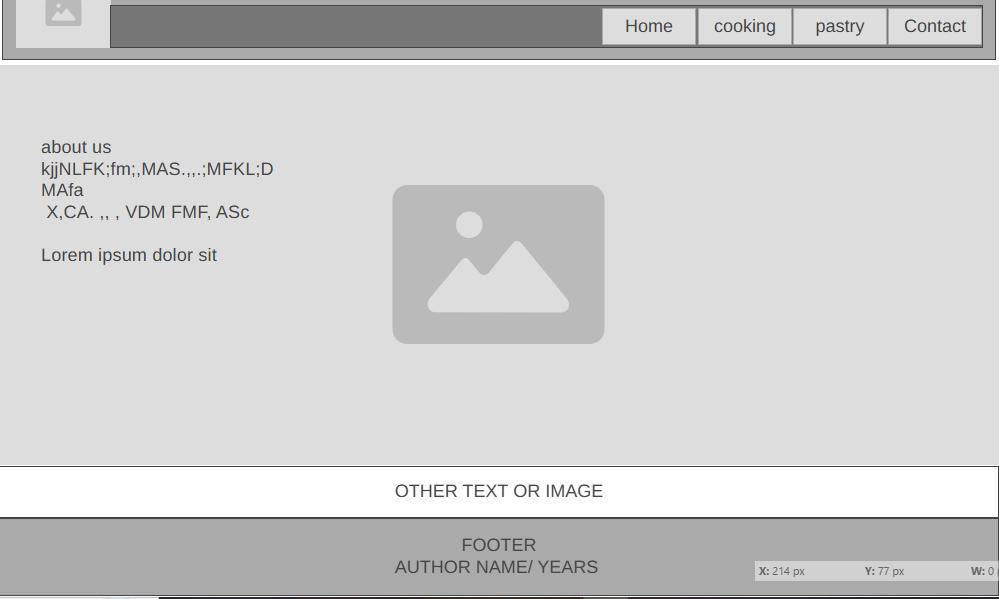 Home cooking pastry Contact
about us
kjjNLFK;fm;,MAS.,,.;MFKL;D
MAfa
X,CA. ,, , VDM FMF, ASc
Lorem ipsum dolor sit
OTHER TEXT OR IMAGE
FOOTER
AUTHOR NAME/ YEARS
X: 214 px Y: 77 px W: 0 p